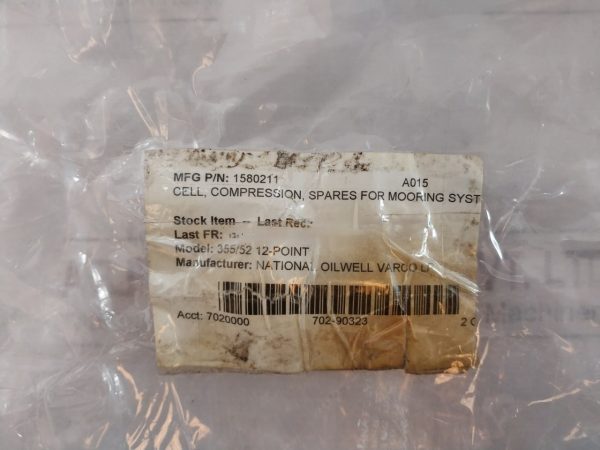 MFG P/N: 1580211 A015
CELL, COMPRESSION, SPARES FOR MOORING SYST
Stock Item -- Last Rec:
Last FR:
Model: 355/52 12-POINT
Manufacturer: NATIONAL OILWELL VARCO L
Acct: 7020000 702-90323 2